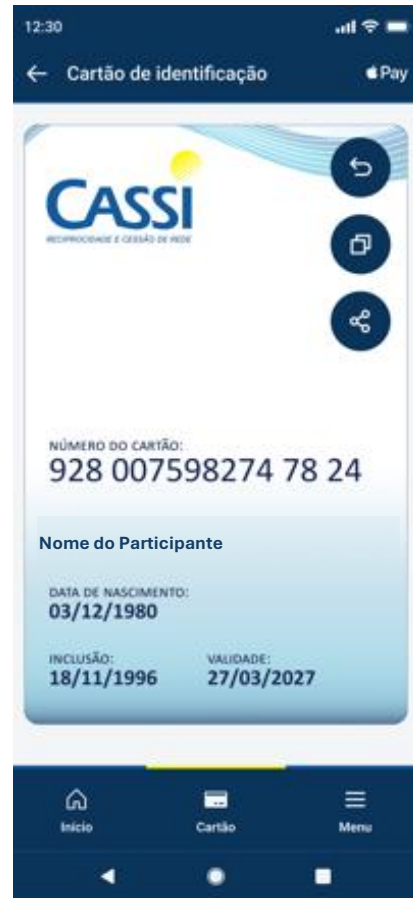 12:30
Cartão de identificação
Pay
CASSI
RECIPROCIDADE E CESSÃO DE REDE
NÚMERO DO CARTÃO:
928 007598274 78 24
Nome do Participante
DATA DE NASCIMENTO:
03/12/1980
INCLUSÃO: VALIDADE:
18/11/1996 27/03/2027
Início Cartão Menu